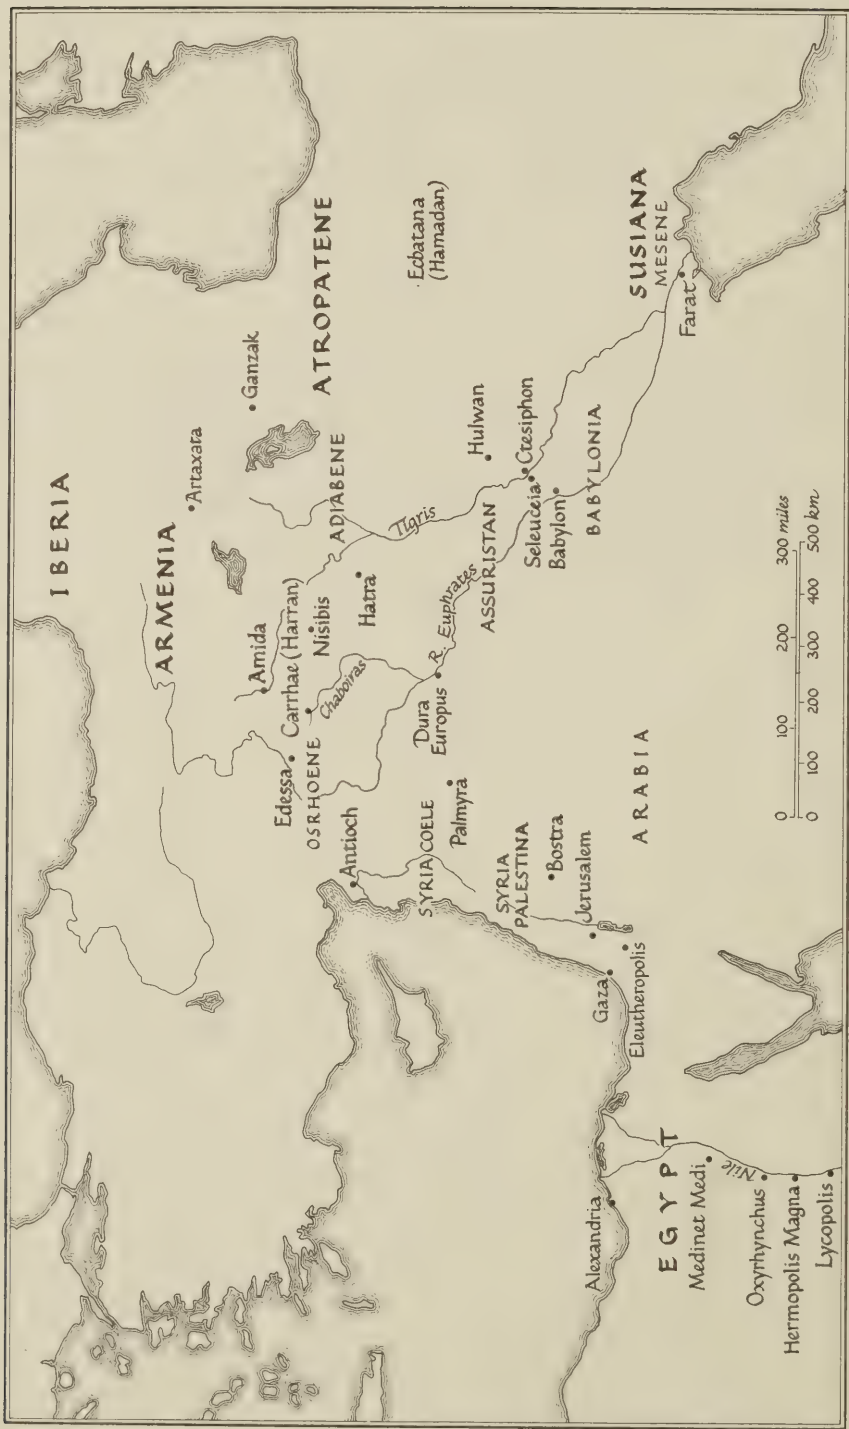 IBERIA
ARMENIA
Artaxata
Ganzak
ATROPATENE
Ecbatana
(Hamadan)
Amida
ADIABENE
Carrhae (Harran)
Nisibis
Edessa
OSRHOENE
Chaboiras
Hatra
Tigris
Hulwan
Antioch
SYRIA COELE
Palmyra
Dura
Europus
R. Euphrates
ASSURISTAN
Ctesiphon
Seleuceia
Babylon
BABYLONIA
SUSIANA
MESENE
Farat
SYRIA
PALESTINA
Bostra
Jerusalem
Gaza
Eleutheropolis
ARABIA
Alexandria
EGYPT
Medinet Medi
Nile
Oxyrhynchus
Hermopolis Magna
Lycopolis
0 100 200 300 miles
0 100 200 300 400 500 km